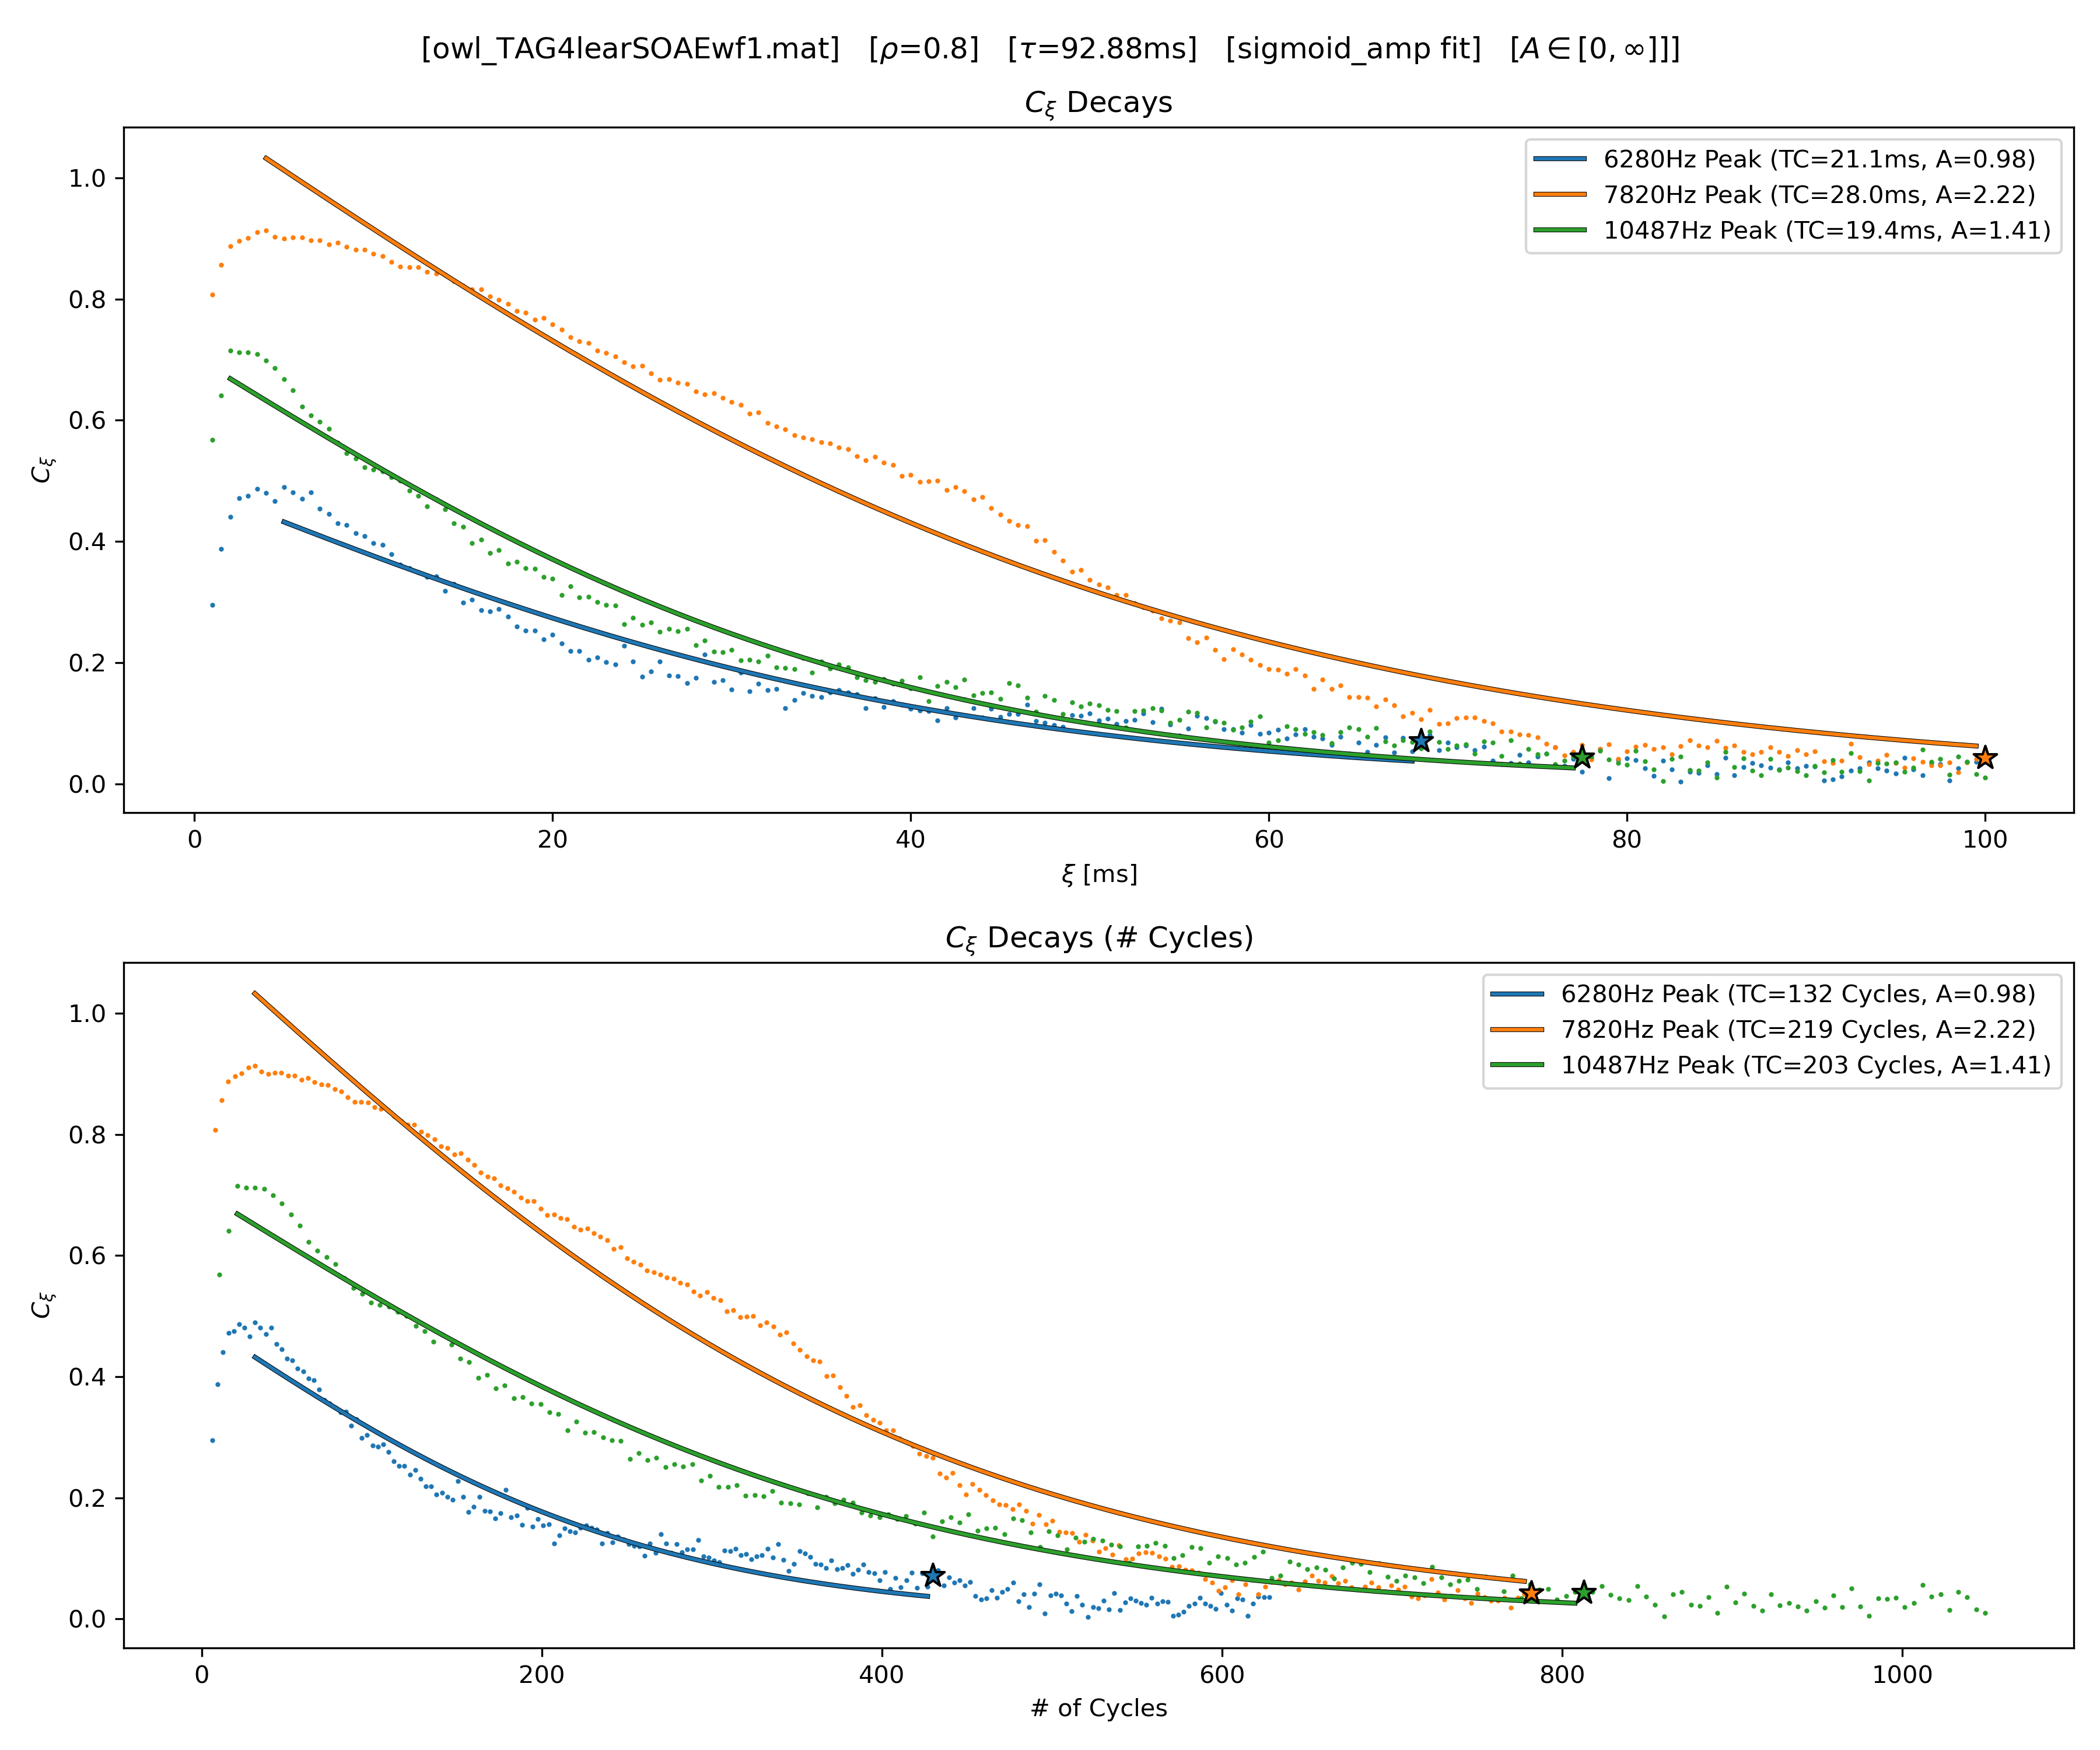 [owl_TAG4learSOAEwf1.mat] [ρ=0.8] [τ=92.88ms] [sigmoid_amp fit] [A ∈ [0, ∞]]]
C_ξ Decays
1.0
0.8
0.6
0.4
0.2
0.0
C_ξ
6280Hz Peak (TC=21.1ms, A=0.98)
7820Hz Peak (TC=28.0ms, A=2.22)
10487Hz Peak (TC=19.4ms, A=1.41)
0 20 40 60 80 100
ξ [ms]
C_ξ Decays (# Cycles)
1.0
0.8
0.6
0.4
0.2
0.0
C_ξ
6280Hz Peak (TC=132 Cycles, A=0.98)
7820Hz Peak (TC=219 Cycles, A=2.22)
10487Hz Peak (TC=203 Cycles, A=1.41)
0 200 400 600 800 1000
# of Cycles